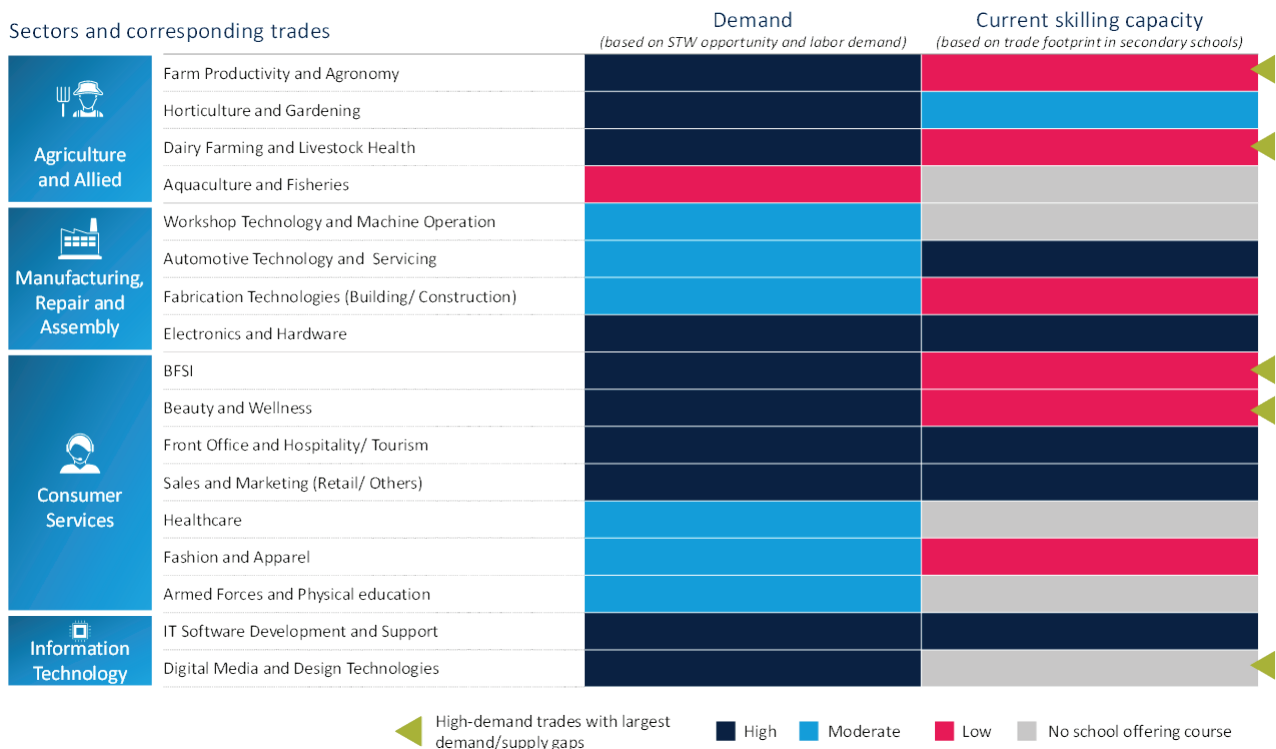 Sectors and corresponding trades
Demand
(based on STW opportunity and labor demand)
Current skilling capacity
(based on trade footprint in secondary schools)
Agriculture
and Allied
Farm Productivity and Agronomy
Horticulture and Gardening
Dairy Farming and Livestock Health
Aquaculture and Fisheries
Manufacturing,
Repair and
Assembly
Workshop Technology and Machine Operation
Automotive Technology and Servicing
Fabrication Technologies (Building/ Construction)
Electronics and Hardware
Consumer
Services
BFSI
Beauty and Wellness
Front Office and Hospitality/ Tourism
Sales and Marketing (Retail/ Others)
Healthcare
Fashion and Apparel
Armed Forces and Physical education
Information
Technology
IT Software Development and Support
Digital Media and Design Technologies
High-demand trades with largest
demand/supply gaps
High
Moderate
Low
No school offering course